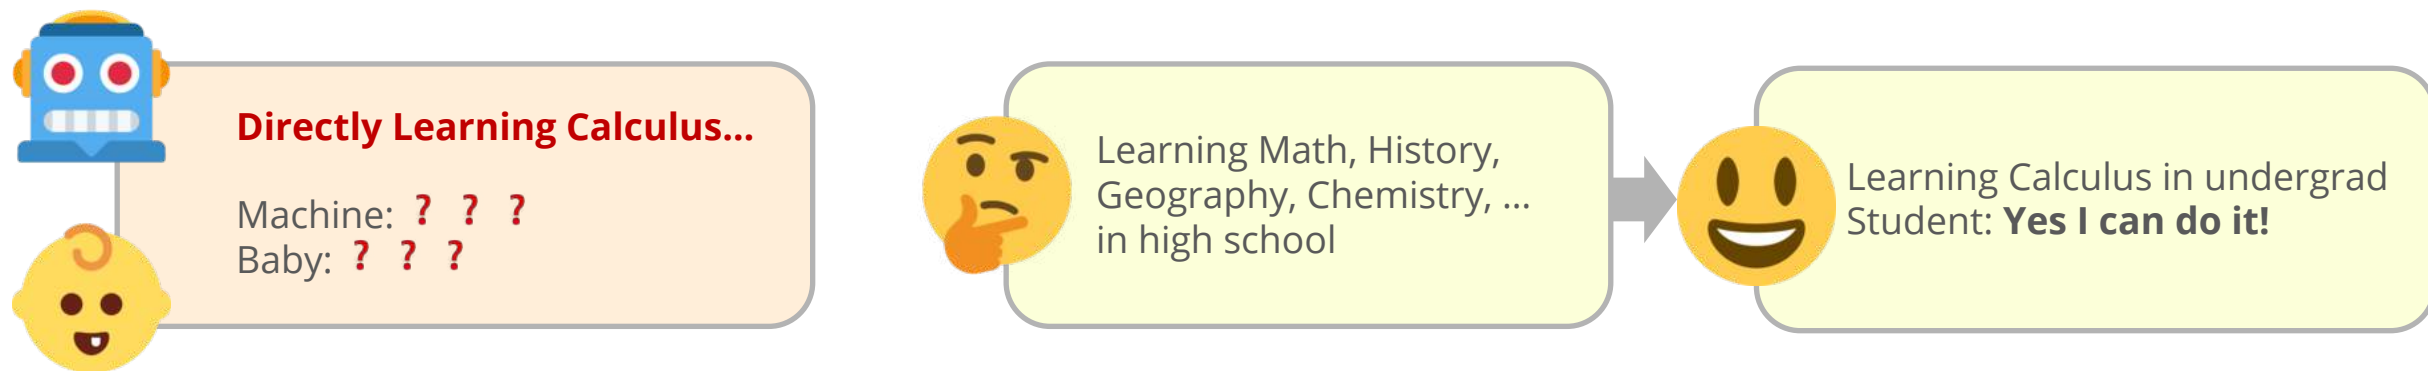 Directly Learning Calculus...
Machine: ? ? ?
Baby: ? ? ?
Learning Math, History,
Geography, Chemistry, ...
in high school
Learning Calculus in undergrad
Student: Yes I can do it!